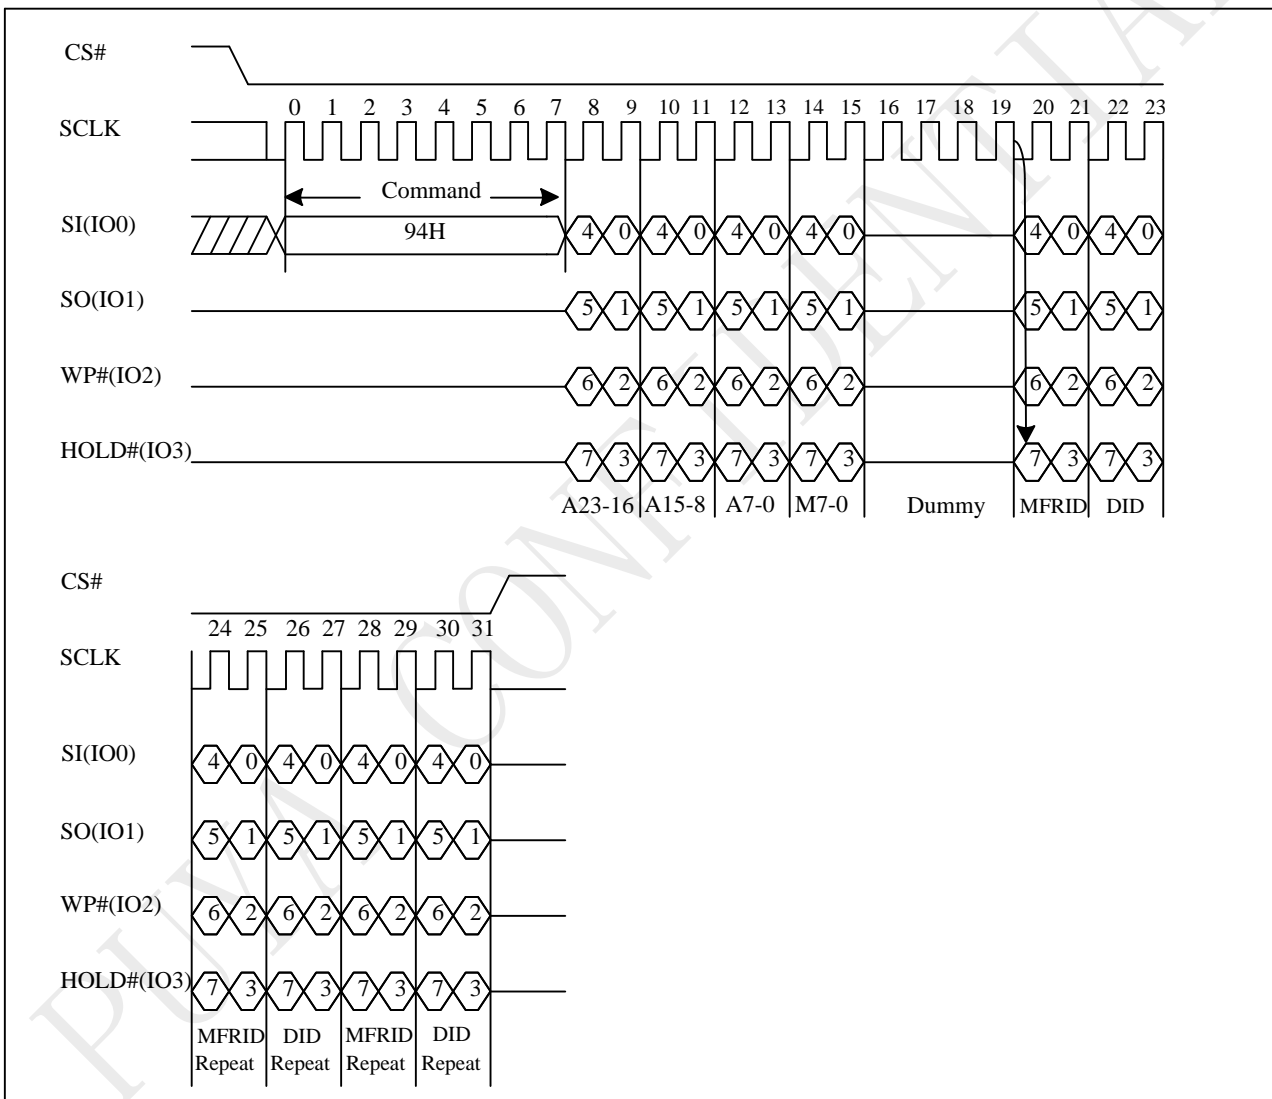 CS#
0 1 2 3 4 5 6 7 8 9 10 11 12 13 14 15 16 17 18 19 20 21 22 23
SCLK
Command
SI(IO0) 94H 4 0 4 0 4 0 4 0 4 0 4 0
SO(IO1) 5 1 5 1 5 1 5 1 5 1 5 1
WP#(IO2) 6 2 6 2 6 2 6 2 6 2 6 2
HOLD#(IO3) 7 3 7 3 7 3 7 3 7 3 7 3
A23-16 A15-8 A7-0 M7-0 Dummy MFRID DID
CS#
24 25 26 27 28 29 30 31
SCLK
SI(IO0) 4 0 4 0 4 0 4 0
SO(IO1) 5 1 5 1 5 1 5 1
WP#(IO2) 6 2 6 2 6 2 6 2
HOLD#(IO3) 7 3 7 3 7 3 7 3
MFRID DID MFRID DID
Repeat Repeat Repeat Repeat
PUYA CONFIDENTIAL